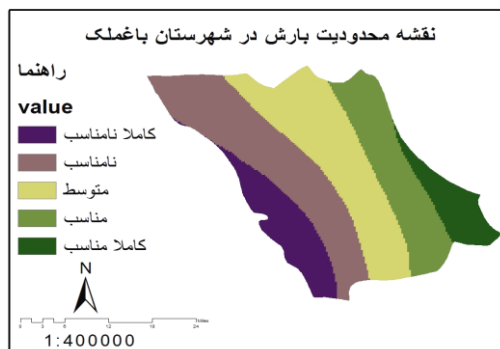 نقشه محدودیت بارش در شهرستان باغملک
راهنما
value
کاملا نامناسب
نامناسب
متوسط
مناسب
کاملا مناسب
N
1:400000